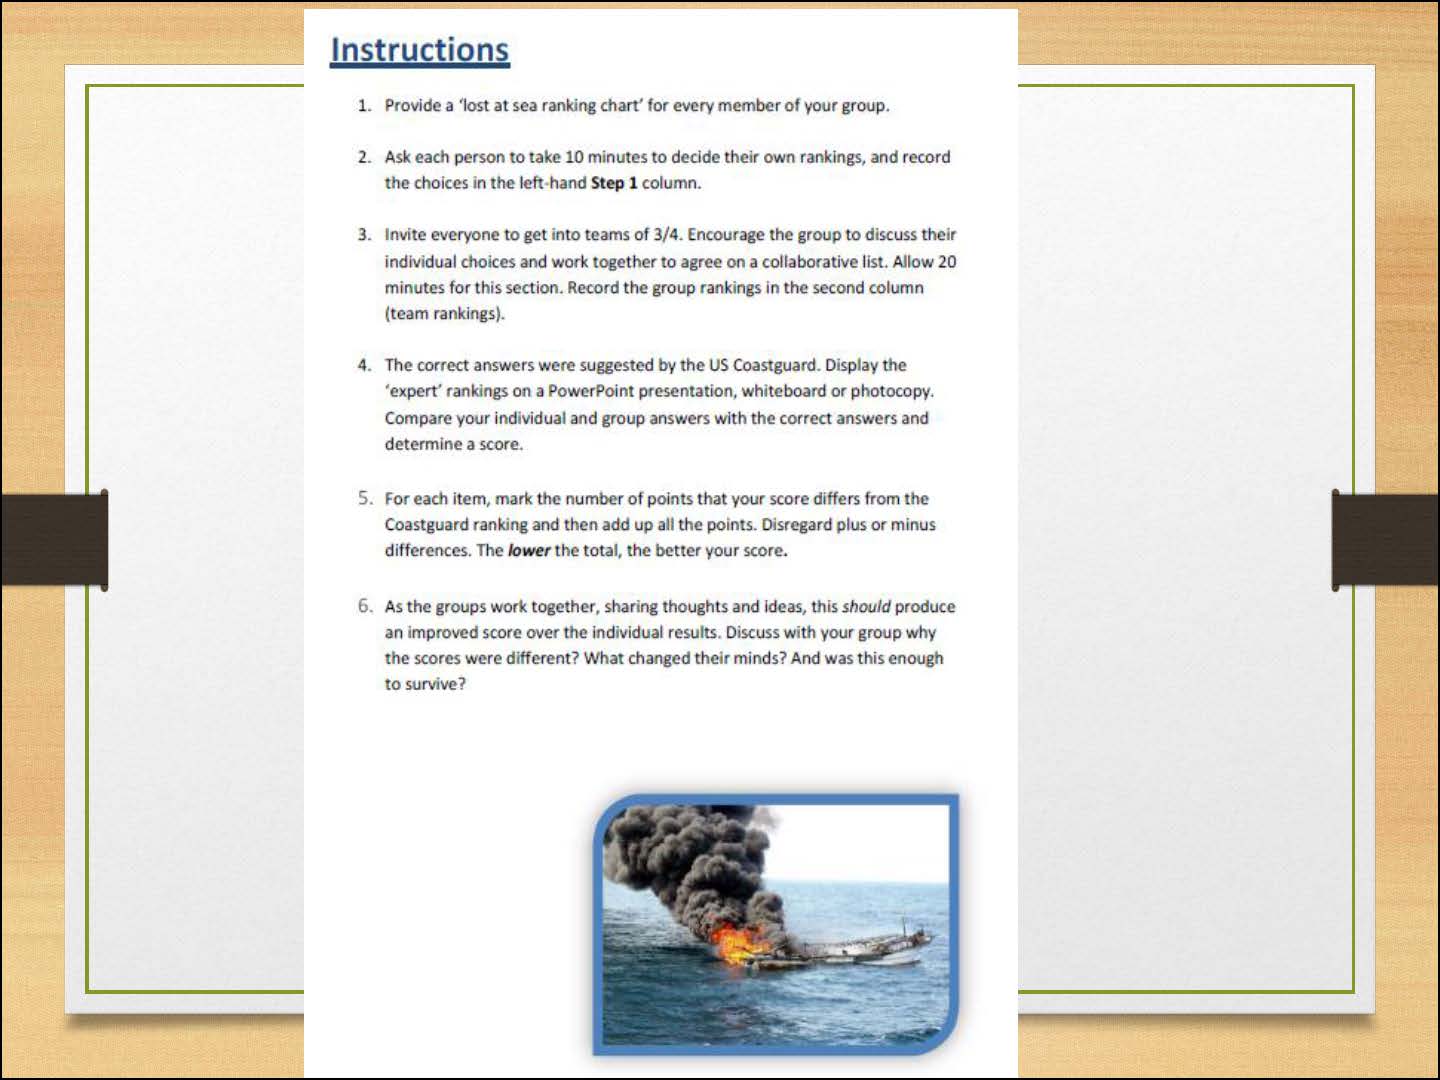 Instructions
1. Provide a ‘lost at sea ranking chart’ for every member of your group.
2. Ask each person to take 10 minutes to decide their own rankings, and record
the choices in the left-hand Step 1 column.
3. Invite everyone to get into teams of 3/4. Encourage the group to discuss their
individual choices and work together to agree on a collaborative list. Allow 20
minutes for this section. Record the group rankings in the second column
(team rankings).
4. The correct answers were suggested by the US Coastguard. Display the
‘expert’ rankings on a PowerPoint presentation, whiteboard or photocopy.
Compare your individual and group answers with the correct answers and
determine a score.
5. For each item, mark the number of points that your score differs from the
Coastguard ranking and then add up all the points. Disregard plus or minus
differences. The lower the total, the better your score.
6. As the groups work together, sharing thoughts and ideas, this should produce
an improved score over the individual results. Discuss with your group why
the scores were different? What changed their minds? And was this enough
to survive?